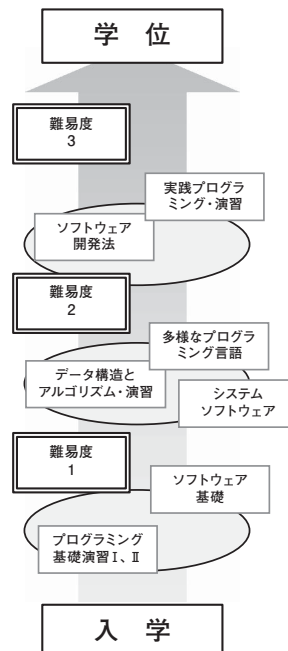 学 位
難易度
3
実践プログラ
ミング・演習
ソフトウェア
開発法
難易度
2
多様なプログラ
ミング言語
データ構造と
アルゴリズム・演習
システム
ソフトウェア
難易度
1
ソフトウェア
基礎
プログラミング
基礎演習Ⅰ、Ⅱ
入 学